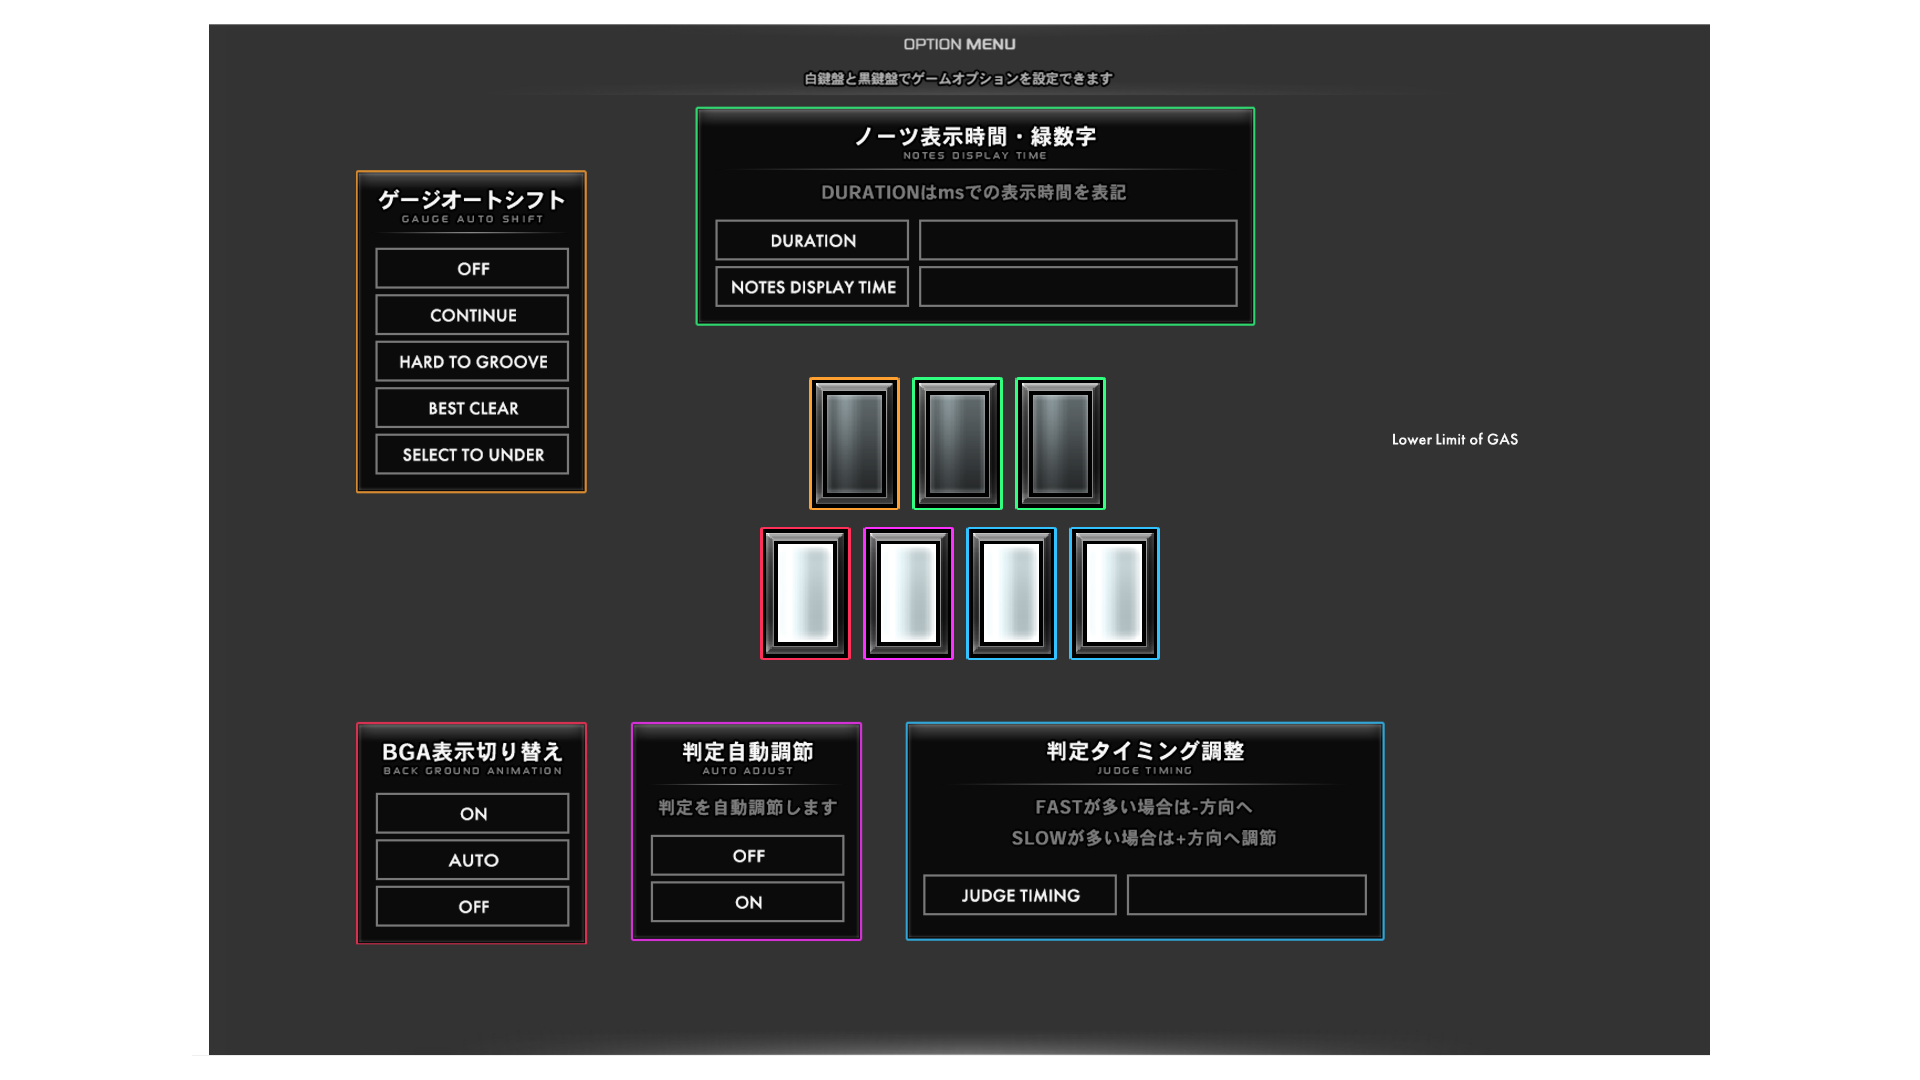 OPTION MENU
白鍵盤と黒鍵盤でゲームオプションを設定できます
ノーツ表示時間・緑数字
NOTES DISPLAY TIME
DURATIONはmsでの表示時間を表記
DURATION
NOTES DISPLAY TIME
ゲージオートシフト
GAUGE AUTO SHIFT
OFF
CONTINUE
HARD TO GROOVE
BEST CLEAR
SELECT TO UNDER
Lower Limit of GAS
BGA表示切り替え
BACK GROUND ANIMATION
ON
AUTO
OFF
判定自動調節
AUTO ADJUST
判定を自動調節します
OFF
ON
判定タイミング調整
JUDGE TIMING
FASTが多い場合は-方向へ
SLOWが多い場合は+方向へ調節
JUDGE TIMING